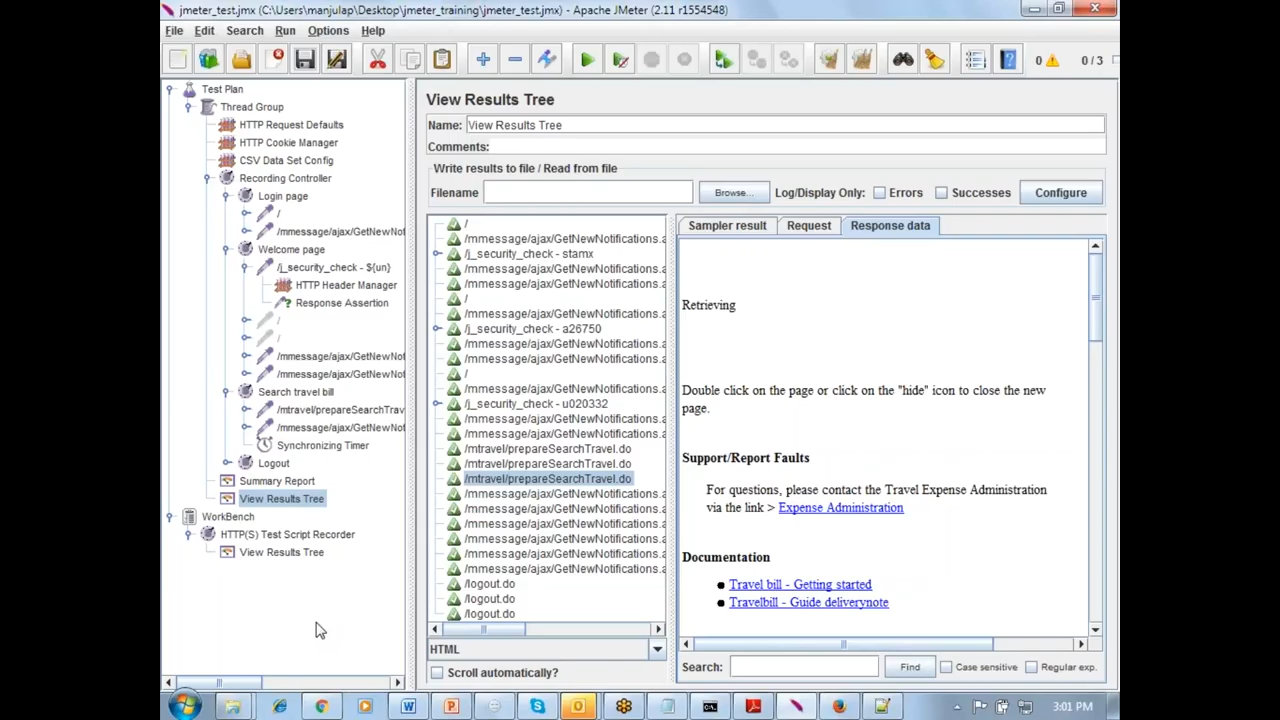 jmeter_test.jmx (C:\Users\manjulap\Desktop\jmeter_training\jmeter_test.jmx) - Apache JMeter (2.11 r1554548)
File Edit Search Run Options Help
0 0 / 3
Test Plan
Thread Group
HTTP Request Defaults
HTTP Cookie Manager
CSV Data Set Config
Recording Controller
Login page
/
/mmessage/ajax/GetNewNot
Welcome page
/j_security_check - ${un}
HTTP Header Manager
Response Assertion
/
/
/mmessage/ajax/GetNewNot
/mmessage/ajax/GetNewNot
Search travel bill
/mtravel/prepareSearchTrav
/mmessage/ajax/GetNewNot
Synchronizing Timer
Logout
Summary Report
View Results Tree
WorkBench
HTTP(S) Test Script Recorder
View Results Tree
View Results Tree
Name: View Results Tree
Comments:
Write results to file / Read from file
Filename Browse... Log/Display Only: Errors Successes Configure
/
/mmessage/ajax/GetNewNotifications.a
/j_security_check - stamx
/mmessage/ajax/GetNewNotifications.a
/mmessage/ajax/GetNewNotifications.a
/
/mmessage/ajax/GetNewNotifications.a
/j_security_check - a26750
/mmessage/ajax/GetNewNotifications.a
/mmessage/ajax/GetNewNotifications.a
/
/mmessage/ajax/GetNewNotifications.a
/j_security_check - u020332
/mmessage/ajax/GetNewNotifications.a
/mmessage/ajax/GetNewNotifications.a
/mtravel/prepareSearchTravel.do
/mtravel/prepareSearchTravel.do
/mtravel/prepareSearchTravel.do
/mmessage/ajax/GetNewNotifications.a
/mmessage/ajax/GetNewNotifications.a
/mmessage/ajax/GetNewNotifications.a
/mmessage/ajax/GetNewNotifications.a
/mmessage/ajax/GetNewNotifications.a
/mmessage/ajax/GetNewNotifications.a
/logout.do
/logout.do
/logout.do
HTML
Scroll automatically?
Sampler result Request Response data
Retrieving
Double click on the page or click on the "hide" icon to close the new
page.
Support/Report Faults
For questions, please contact the Travel Expense Administration
via the link > Expense Administration
Documentation
Travel bill - Getting started
Travelbill - Guide deliverynote
Search: Find Case sensitive Regular exp.
3:01 PM